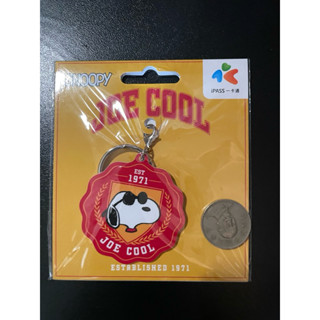 SNOOPY
iPASS 一卡通
JOE COOL
EST
1971
JOE COOL
ESTABLISHED 1971